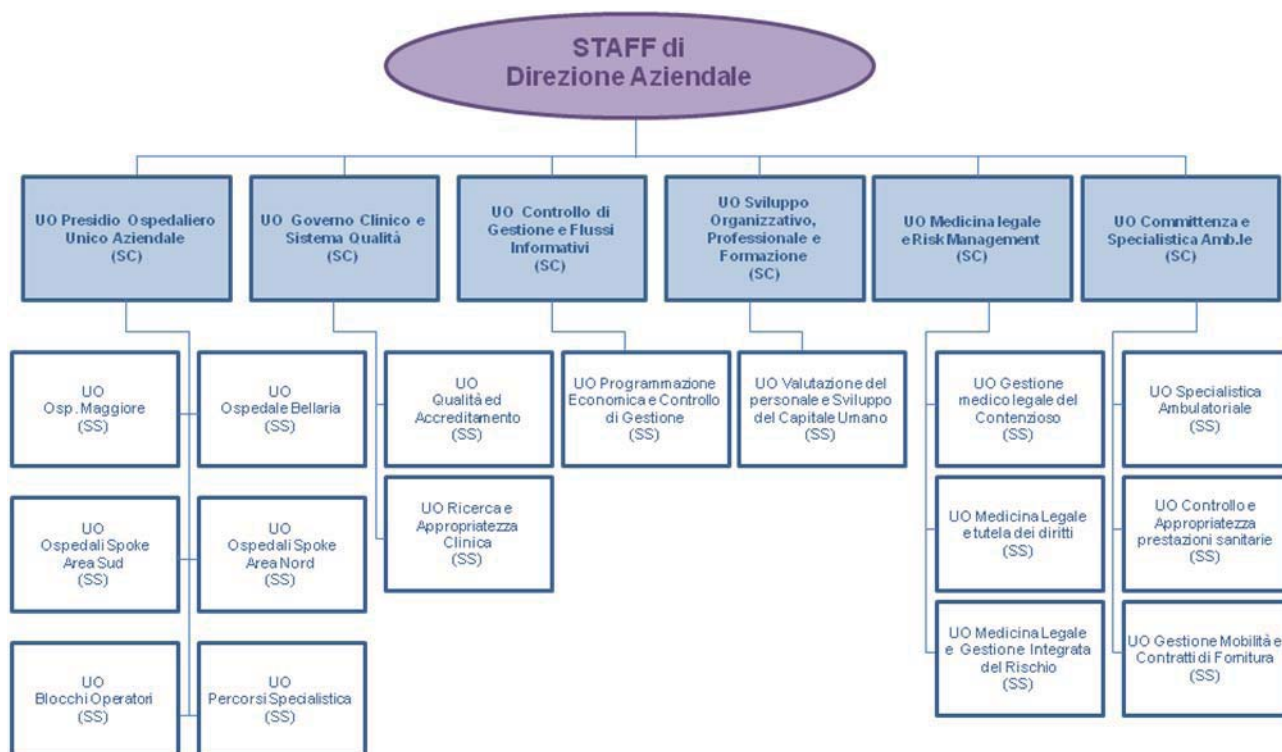 STAFF di
Direzione Aziendale
UO Presidio Ospedaliero
Unico Aziendale
(SC)
UO Governo Clinico e
Sistema Qualità
(SC)
UO Controllo di
Gestione e Flussi
Informativi
(SC)
UO Sviluppo
Organizzativo,
Professionale e
Formazione
(SC)
UO Medicina legale
e Risk Management
(SC)
UO Committenza e
Specialistica Amb.le
(SC)
UO
Osp. Maggiore
(SS)
UO
Ospedale Bellaria
(SS)
UO
Qualità ed
Accreditamento
(SS)
UO Programmazione
Economica e Controllo
di Gestione
(SS)
UO Valutazione del
personale e Sviluppo
del Capitale Umano
(SS)
UO Gestione
medico legale del
Contenzioso
(SS)
UO Specialistica
Ambulatoriale
(SS)
UO
Ospedali Spoke
Area Sud
(SS)
UO
Ospedali Spoke
Area Nord
(SS)
UO Ricerca e
Appropriatezza
Clinica
(SS)
UO Medicina Legale
e tutela dei diritti
(SS)
UO Controllo e
Appropriatezza
prestazioni sanitarie
(SS)
UO
Blocchi Operatori
(SS)
UO
Percorsi Specialistica
(SS)
UO Medicina Legale
e Gestione Integrata
del Rischio
(SS)
UO Gestione Mobilità e
Contratti di Fornitura
(SS)